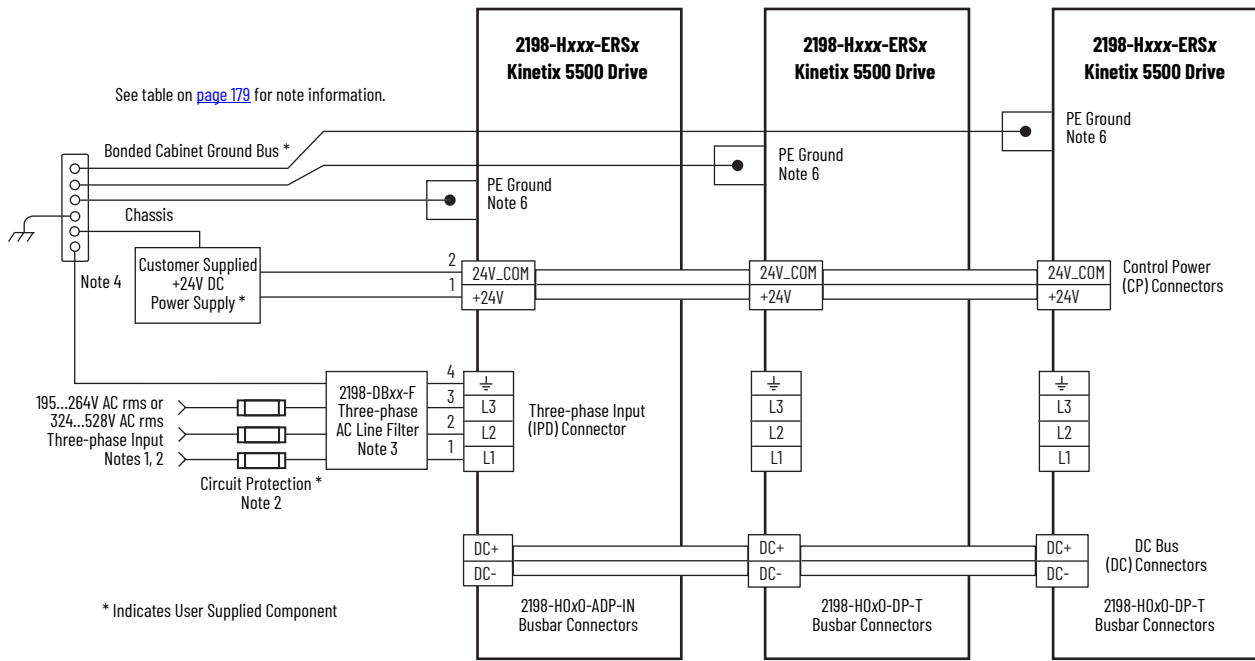 2198-Hxxx-ERSx
Kinetix 5500 Drive
2198-Hxxx-ERSx
Kinetix 5500 Drive
2198-Hxxx-ERSx
Kinetix 5500 Drive
See table on page 179 for note information.
Bonded Cabinet Ground Bus *
PE Ground
Note 6
PE Ground
Note 6
PE Ground
Note 6
Chassis
Note 4
Customer Supplied
+24V DC
Power Supply *
2
1
24V_COM
+24V
24V_COM
+24V
24V_COM
+24V
Control Power
(CP) Connectors
195...264V AC rms or
324...528V AC rms
Three-phase Input
Notes 1, 2
Circuit Protection *
Note 2
2198-DBxx-F
Three-phase
AC Line Filter
Note 3
4
3
2
1
L3
L2
L1
Three-phase Input
(IPD) Connector
L3
L2
L1
L3
L2
L1
DC+
DC-
DC+
DC-
DC+
DC-
DC Bus
(DC) Connectors
* Indicates User Supplied Component
2198-H0x0-ADP-IN
Busbar Connectors
2198-H0x0-DP-T
Busbar Connectors
2198-H0x0-DP-T
Busbar Connectors